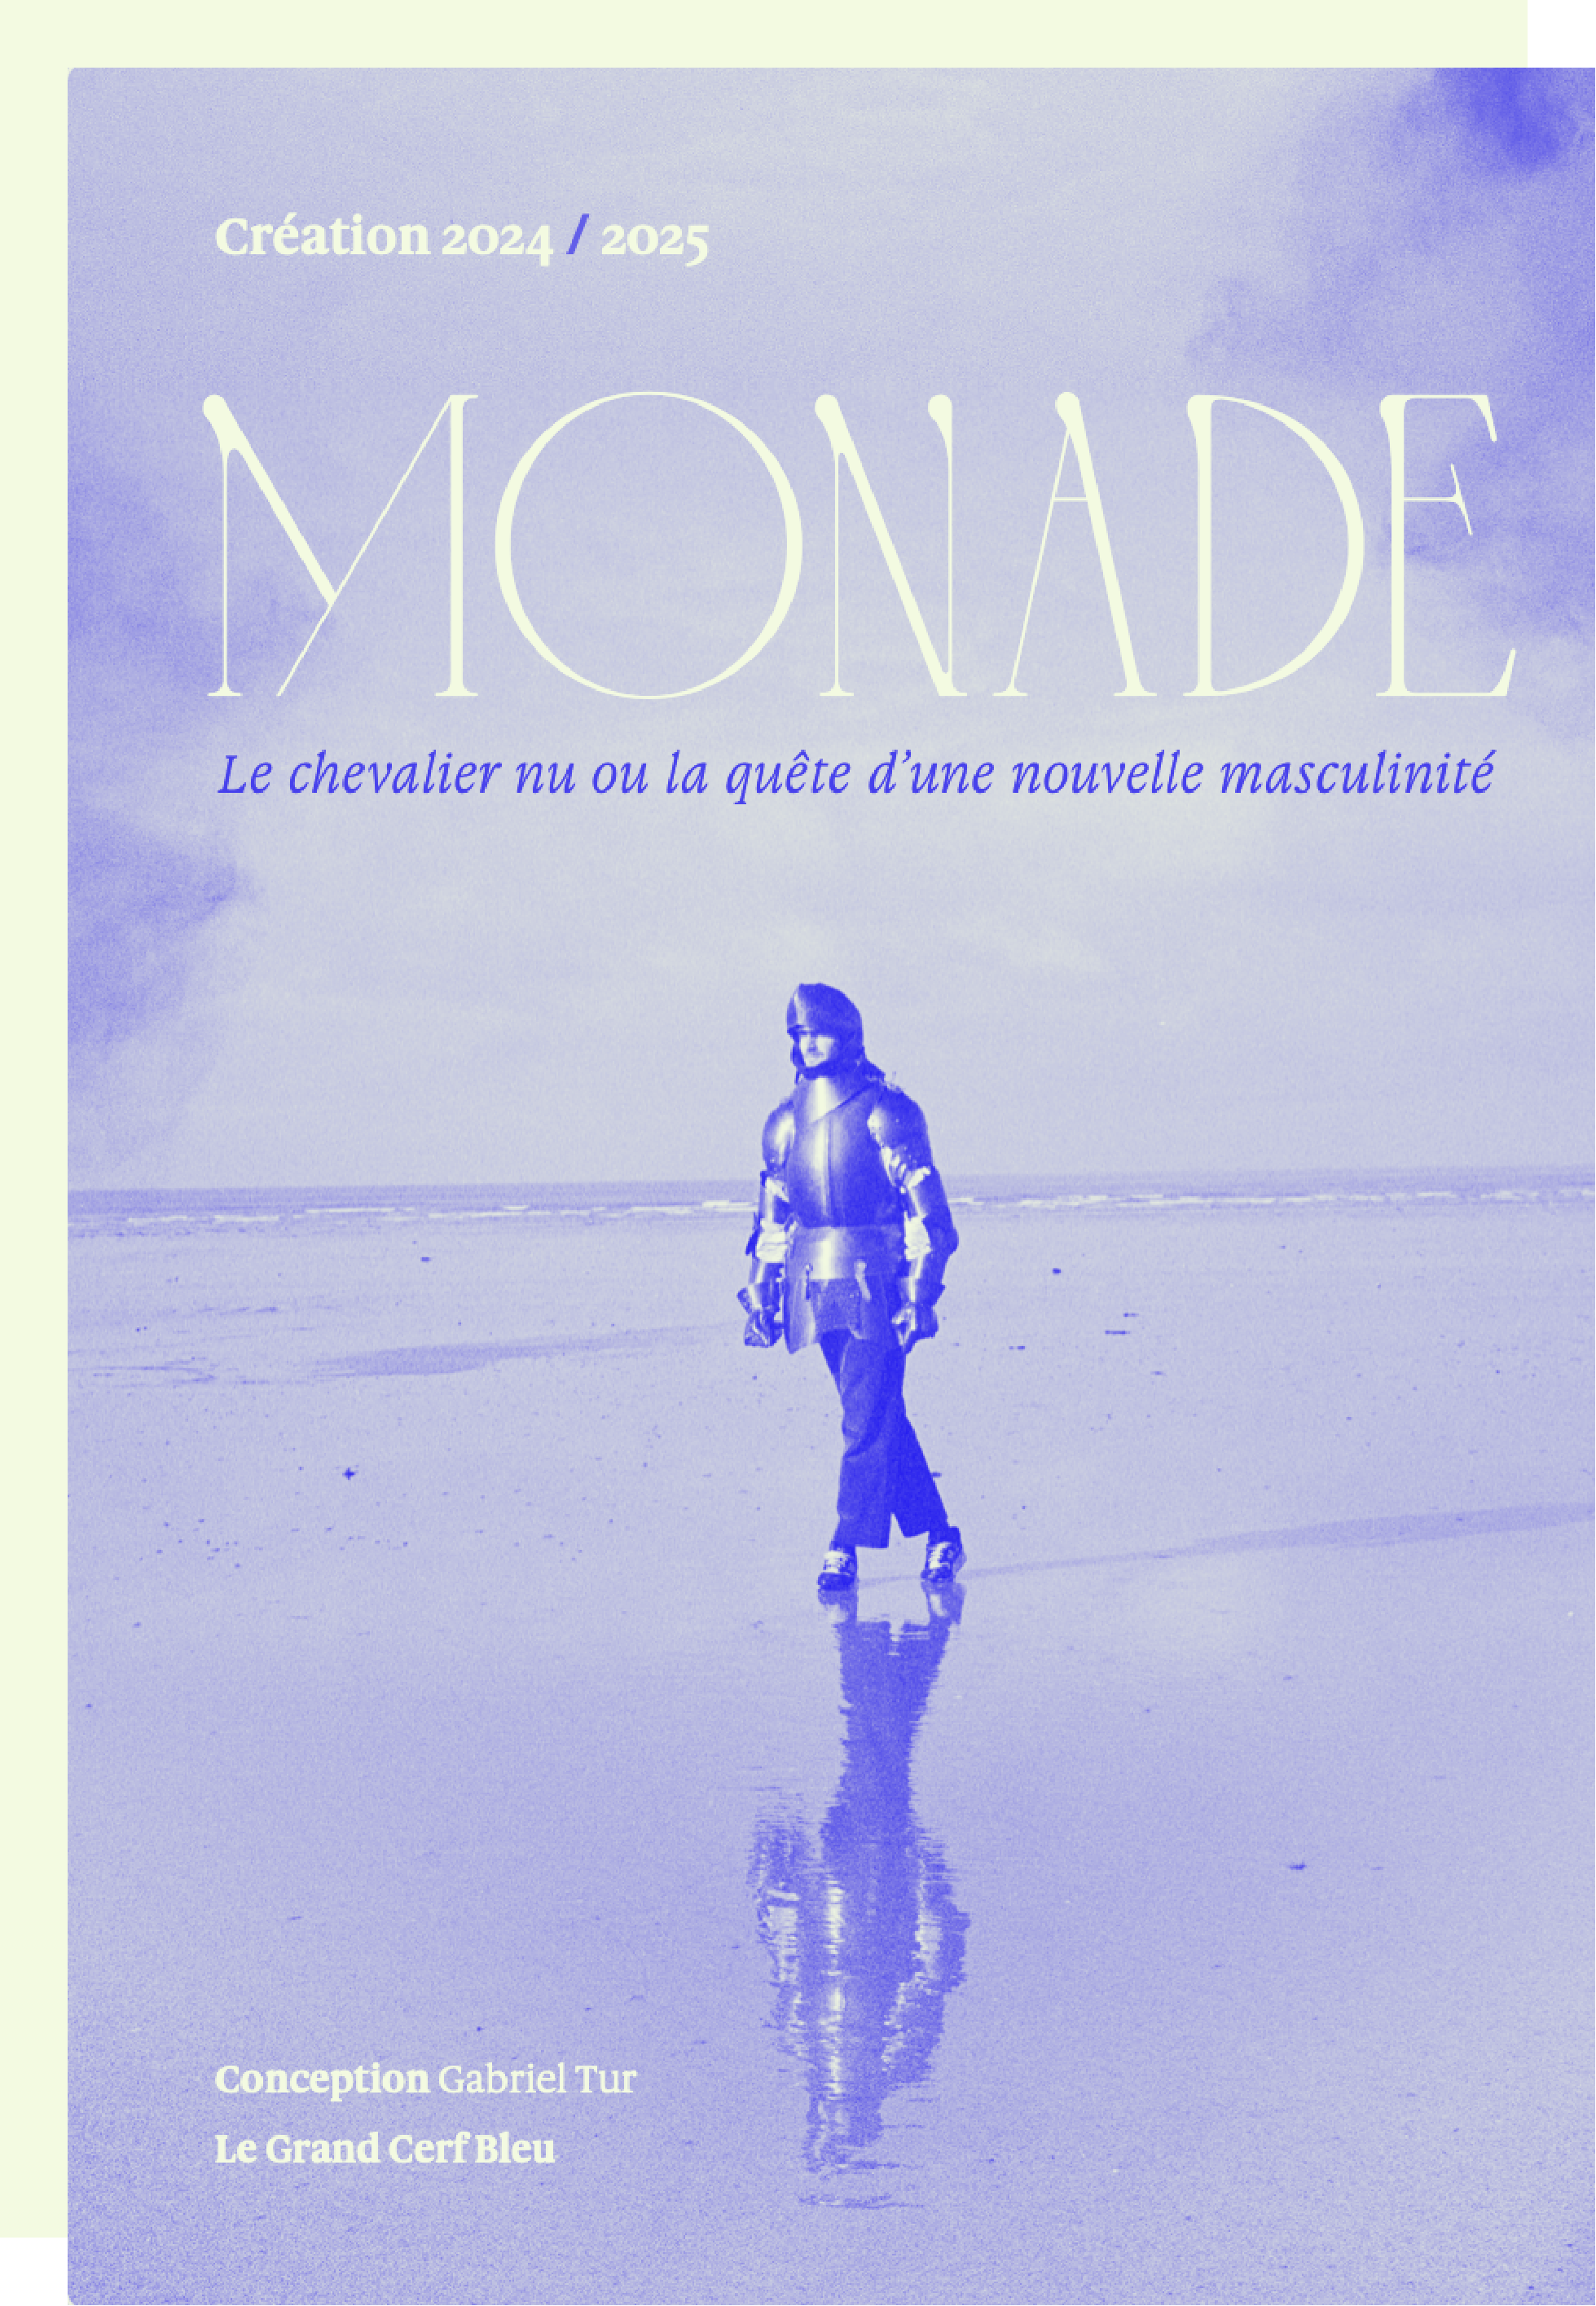 Création 2024 / 2025
MONADE
Le chevalier nu ou la quête d’une nouvelle masculinité
Conception Gabriel Tur
Le Grand Cerf Bleu